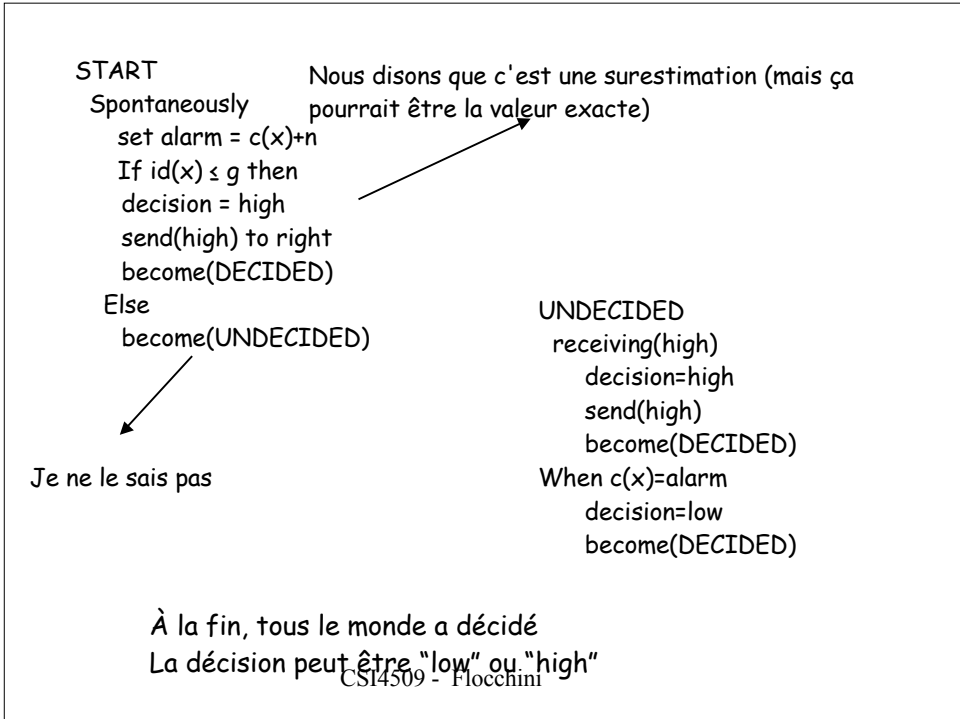 START
Spontaneously
set alarm = c(x)+n
If id(x) ≤ g then
decision = high
send(high) to right
become(DECIDED)
Else
become(UNDECIDED)
Nous disons que c'est une surestimation (mais ça
pourrait être la valeur exacte)
Je ne le sais pas
UNDECIDED
receiving(high)
decision=high
send(high)
become(DECIDED)
When c(x)=alarm
decision=low
become(DECIDED)
À la fin, tous le monde a décidé
La décision peut être “low” ou “high”
CSI4509 - Flocchini